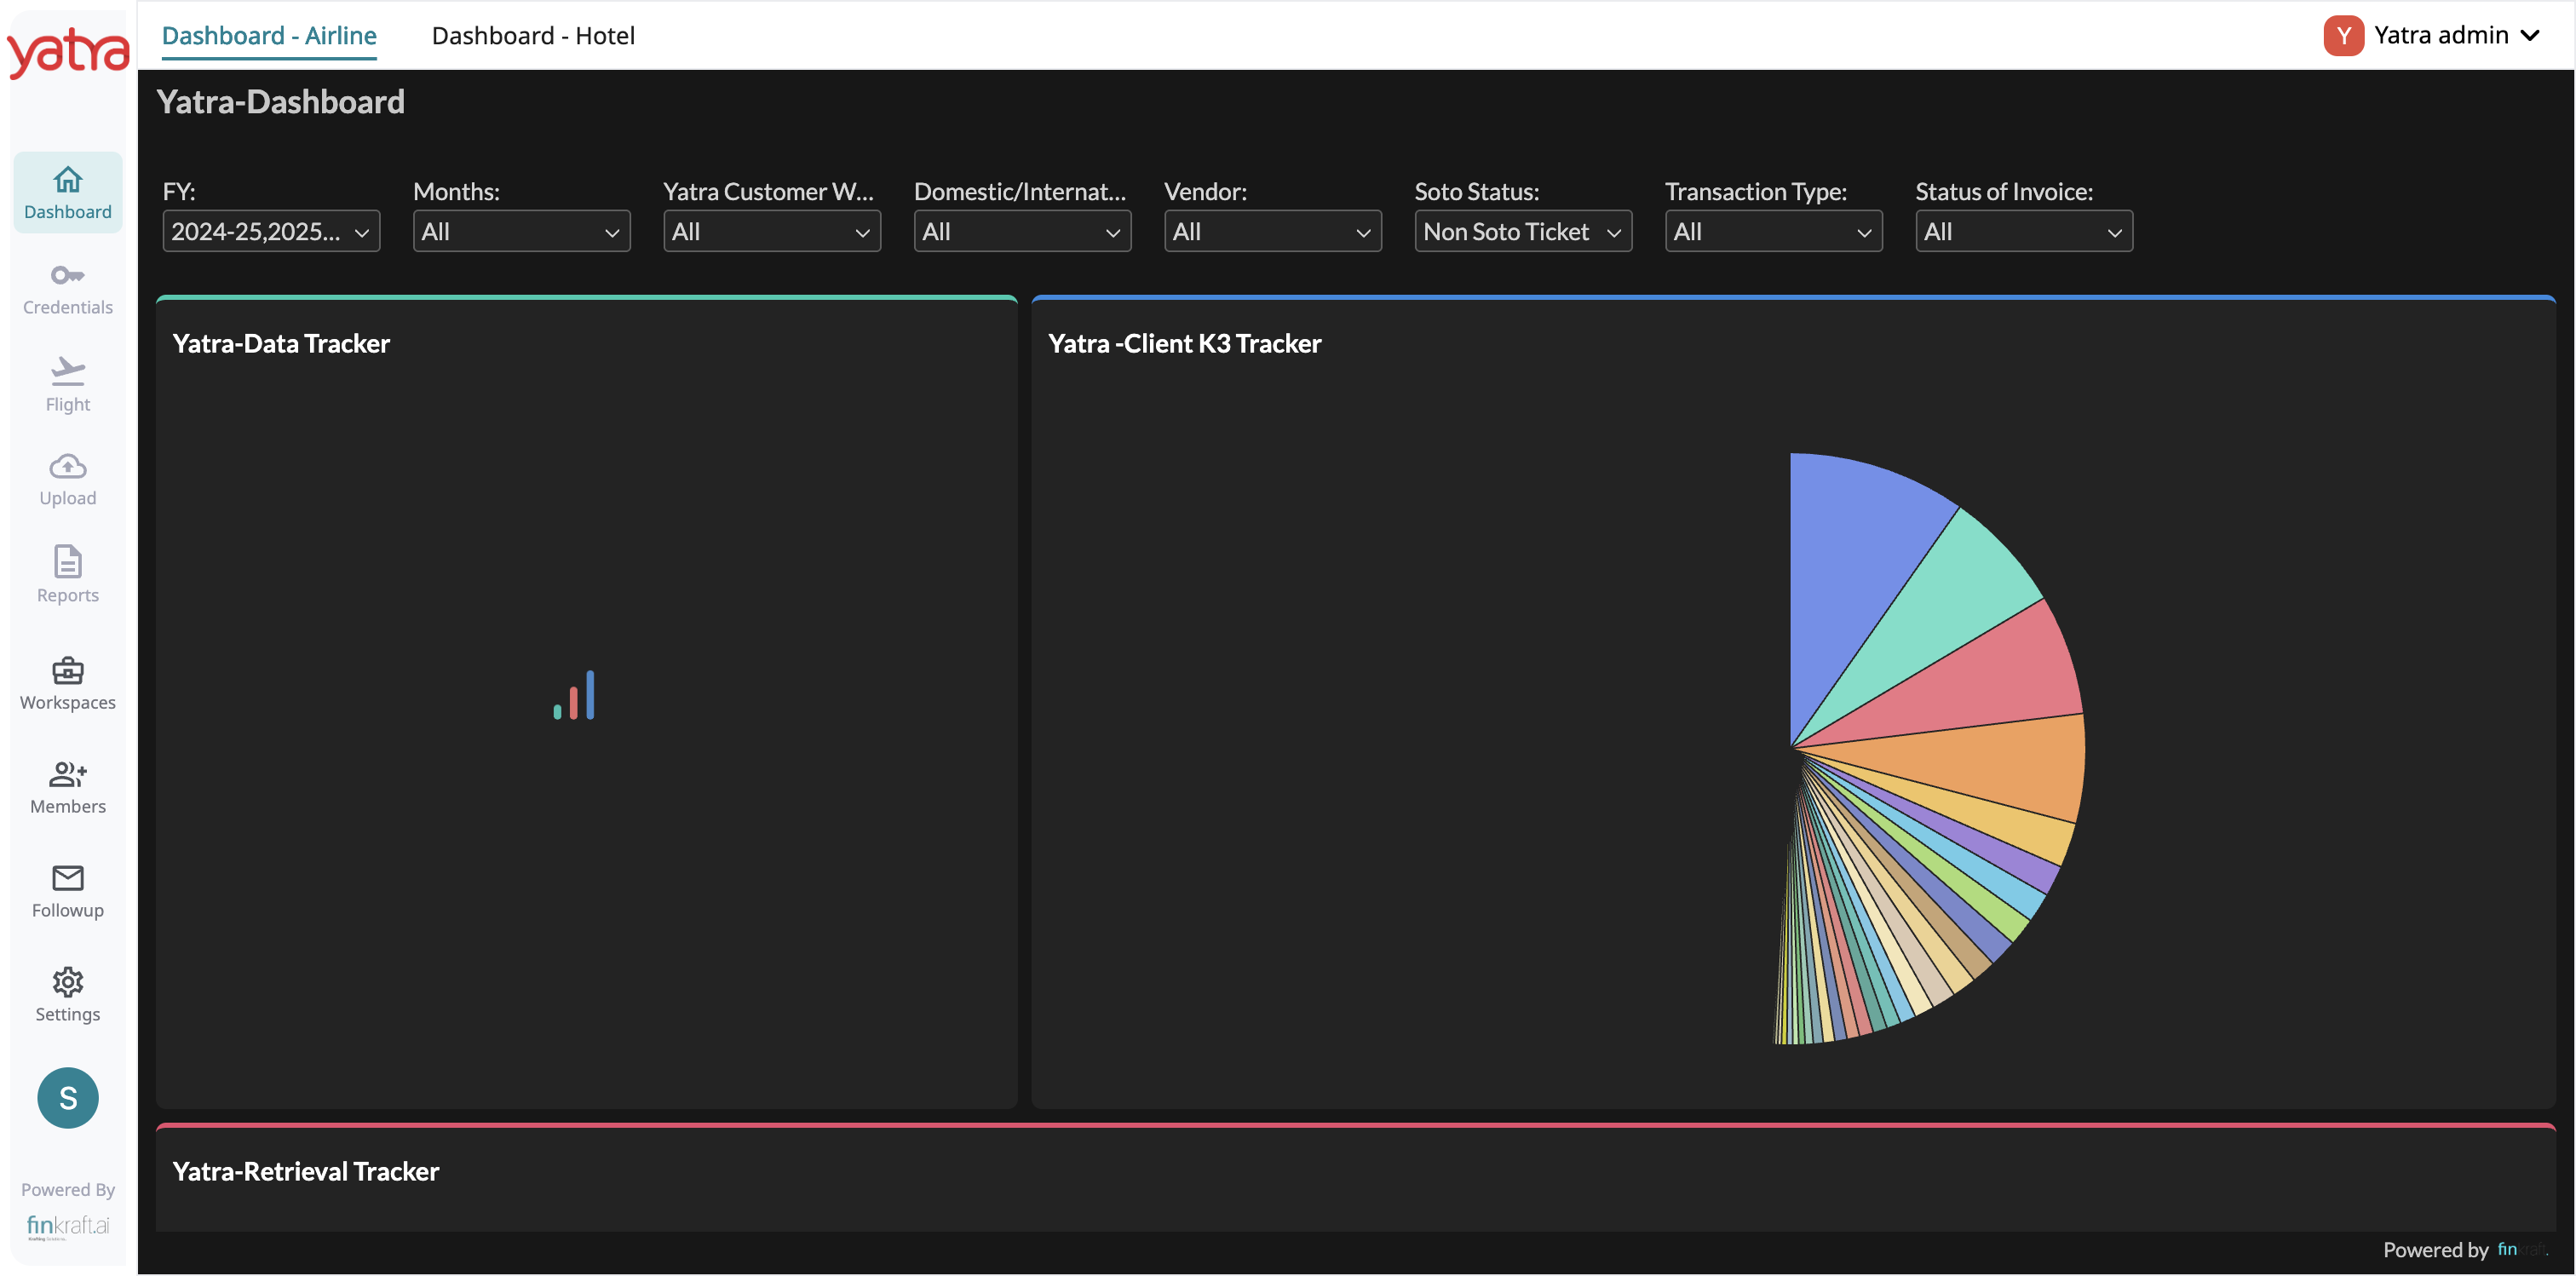 yatra
Dashboard - Airline
Dashboard - Hotel
Y
Yatra admin
Yatra-Dashboard
Dashboard
Credentials
Flight
Upload
Reports
Workspaces
Members
Followup
Settings
S
Powered By
finkraft.ai
FY:
2024-25,2025...
Months:
All
Yatra Customer W...
All
Domestic/Internat...
All
Vendor:
All
Soto Status:
Non Soto Ticket
Transaction Type:
All
Status of Invoice:
All
Yatra-Data Tracker
Yatra -Client K3 Tracker
Yatra-Retrieval Tracker
Powered by finkraft.